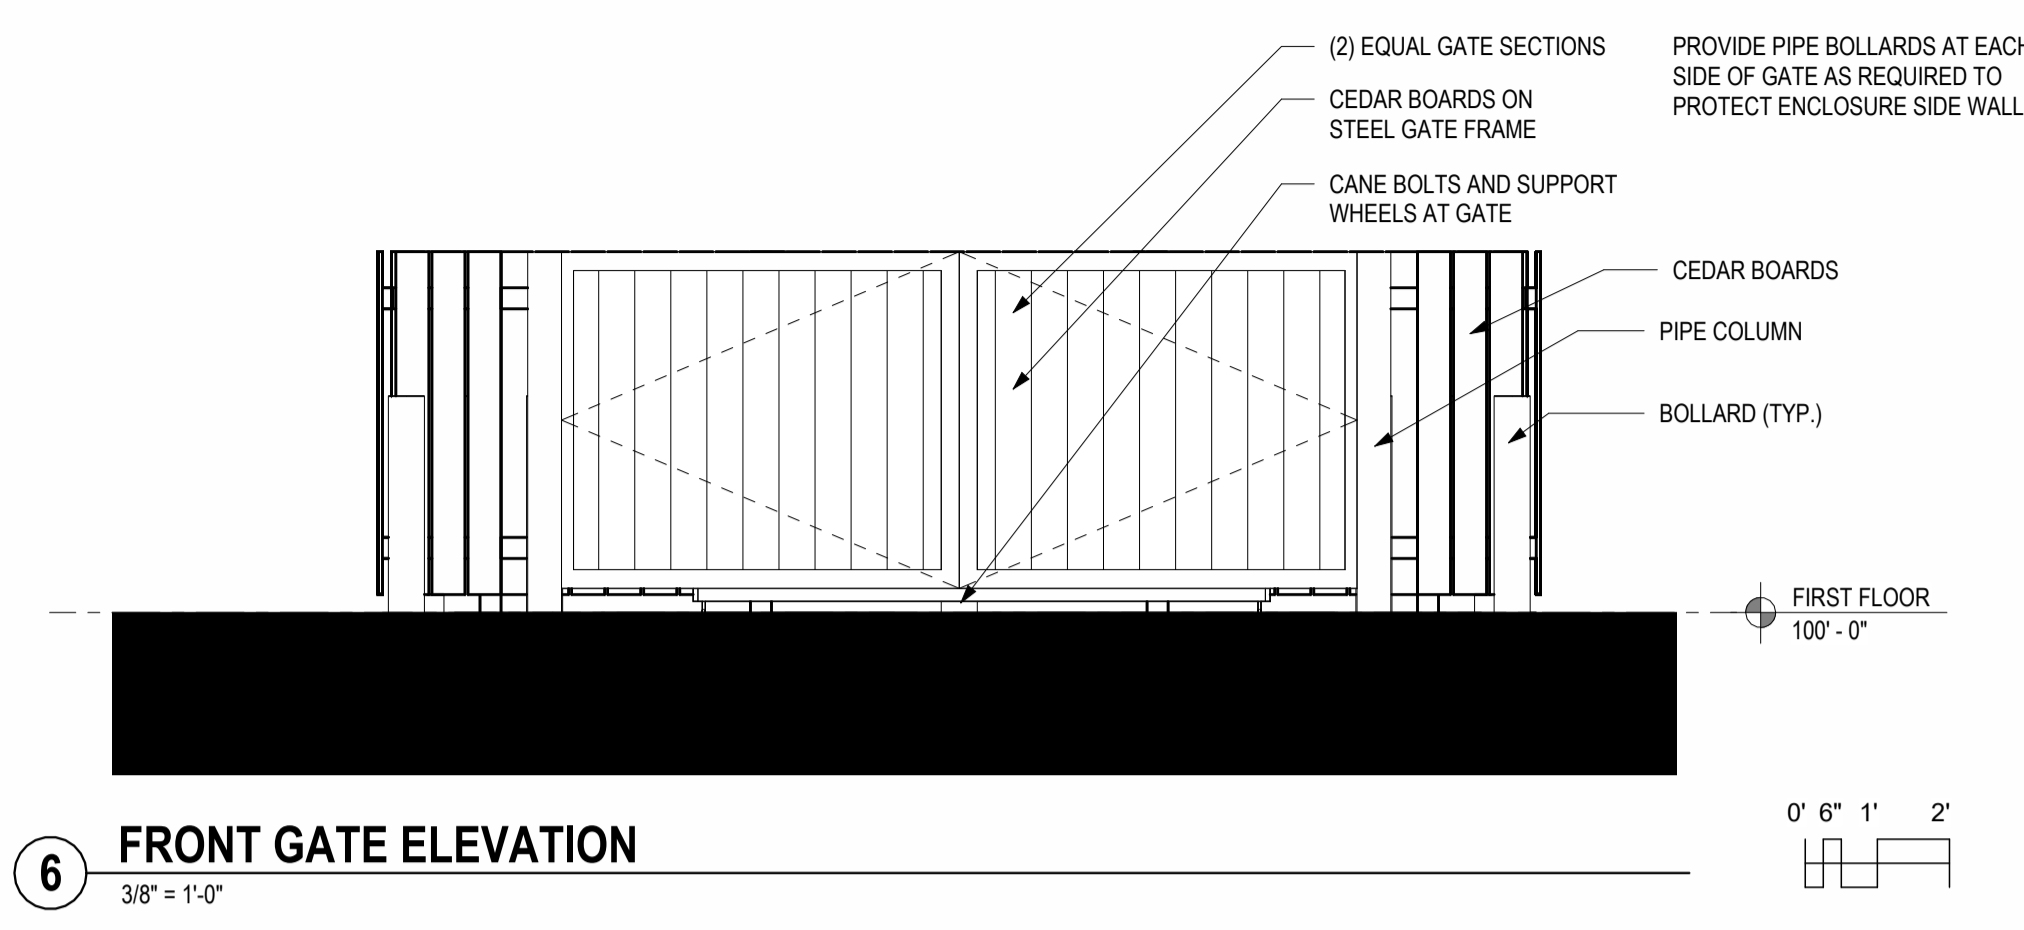 (2) EQUAL GATE SECTIONS
CEDAR BOARDS ON
STEEL GATE FRAME
CANE BOLTS AND SUPPORT
WHEELS AT GATE
PROVIDE PIPE BOLLARDS AT EACH
SIDE OF GATE AS REQUIRED TO
PROTECT ENCLOSURE SIDE WALL
CEDAR BOARDS
PIPE COLUMN
BOLLARD (TYP.)
FIRST FLOOR
100' - 0"
0' 6" 1' 2'
6
FRONT GATE ELEVATION
3/8" = 1'-0"